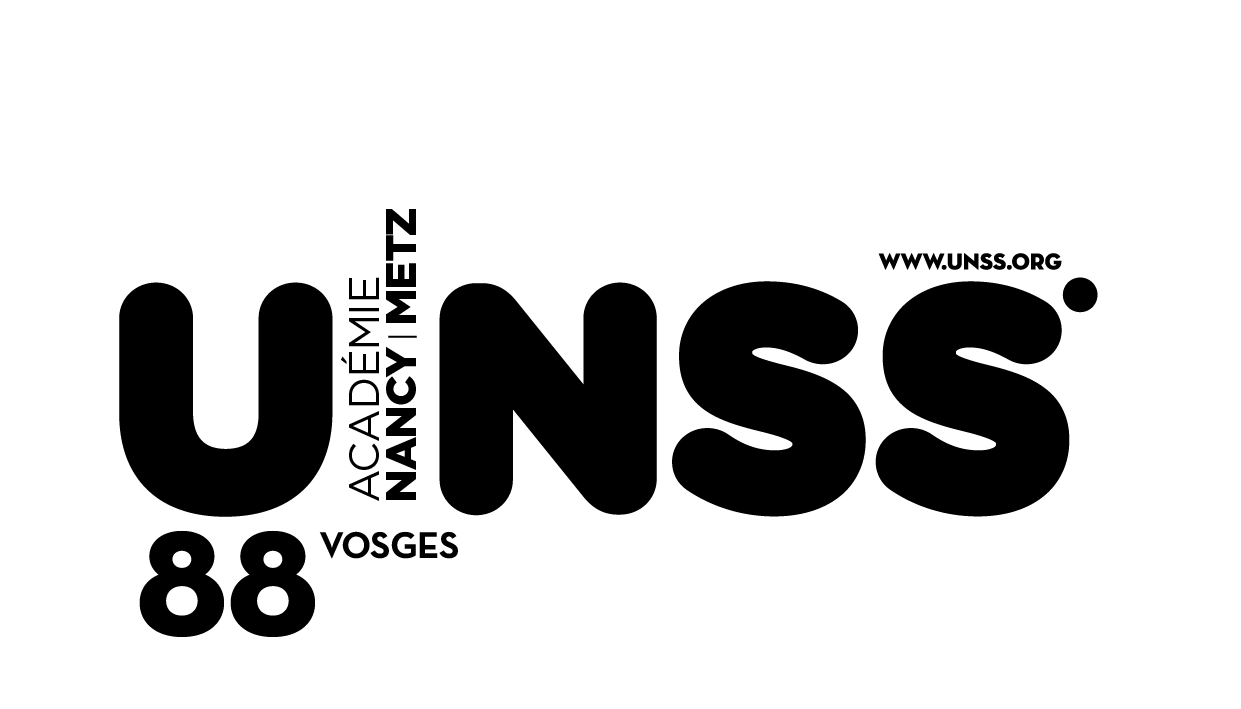 WWW.UNSS.ORG
UNSS
ACADÉMIE
NANCY | METZ
88 VOSGES